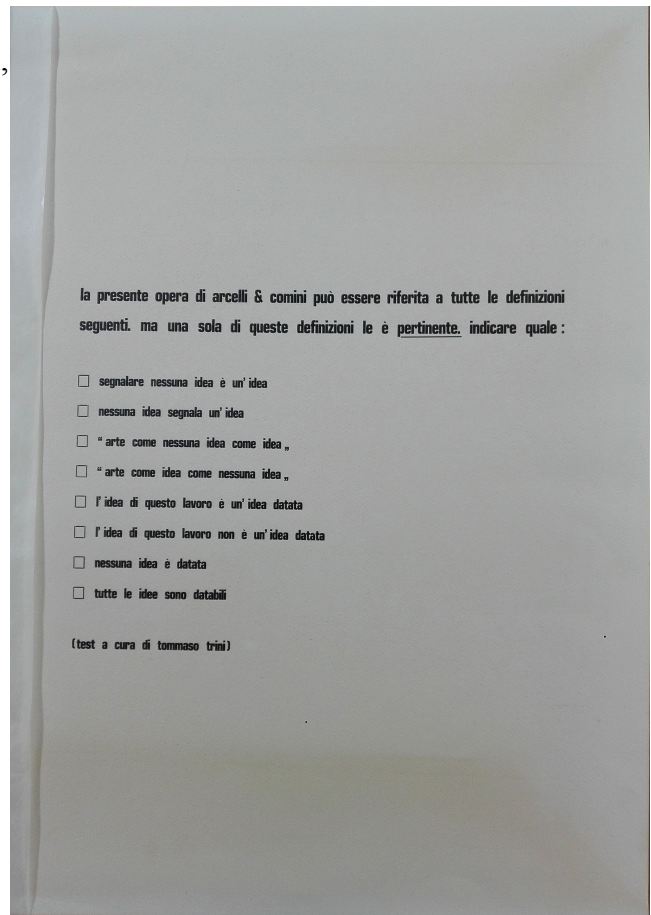 ,
la presente opera di arcelli & comini può essere riferita a tutte le definizioni
seguenti. ma una sola di queste definizioni le è pertinente. indicare quale :
□ segnalare nessuna idea è un' idea
□ nessuna idea segnala un' idea
□ “ arte come nessuna idea come idea „
□ “ arte come idea come nessuna idea „
□ l' idea di questo lavoro è un' idea datata
□ l' idea di questo lavoro non è un' idea datata
□ nessuna idea è datata
□ tutte le idee sono databili
(test a cura di tommaso trini)